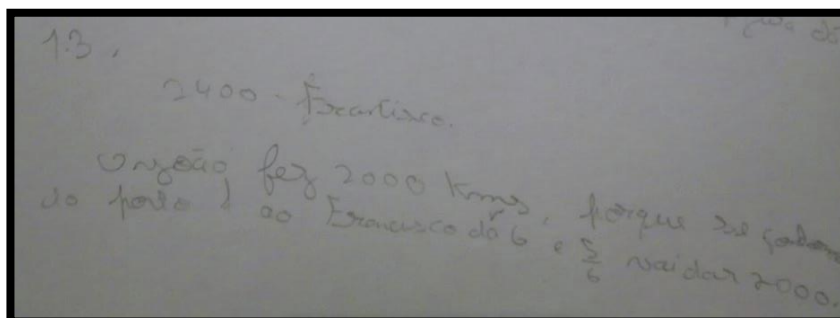 1.3.
2400 - Francisco.
O João fez 2000 Kms, porque se
do porto ao Francisco dá 6 e 5/6 vai dar 2000.